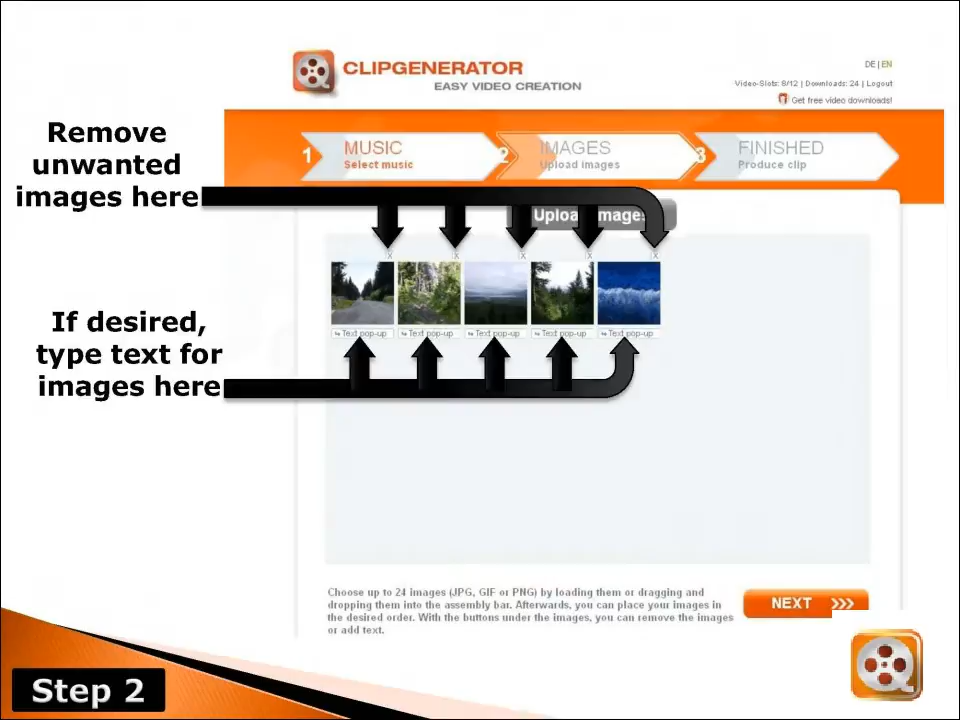 CLIPGENERATOR
EASY VIDEO CREATION
DE | EN
Video-Slots: 8/12 | Downloads: 24 | Logout
Get free video downloads!
Remove
unwanted
images here
1 MUSIC
Select music
2 IMAGES
Upload images
3 FINISHED
Produce clip
Upload images
X X X X X
Text pop-up Text pop-up Text pop-up Text pop-up Text pop-up
If desired,
type text for
images here
Choose up to 24 images (JPG, GIF or PNG) by loading them or dragging and
dropping them into the assembly bar. Afterwards, you can place your images in
the desired order. With the buttons under the images, you can remove the images
or add text.
NEXT >>>
Step 2